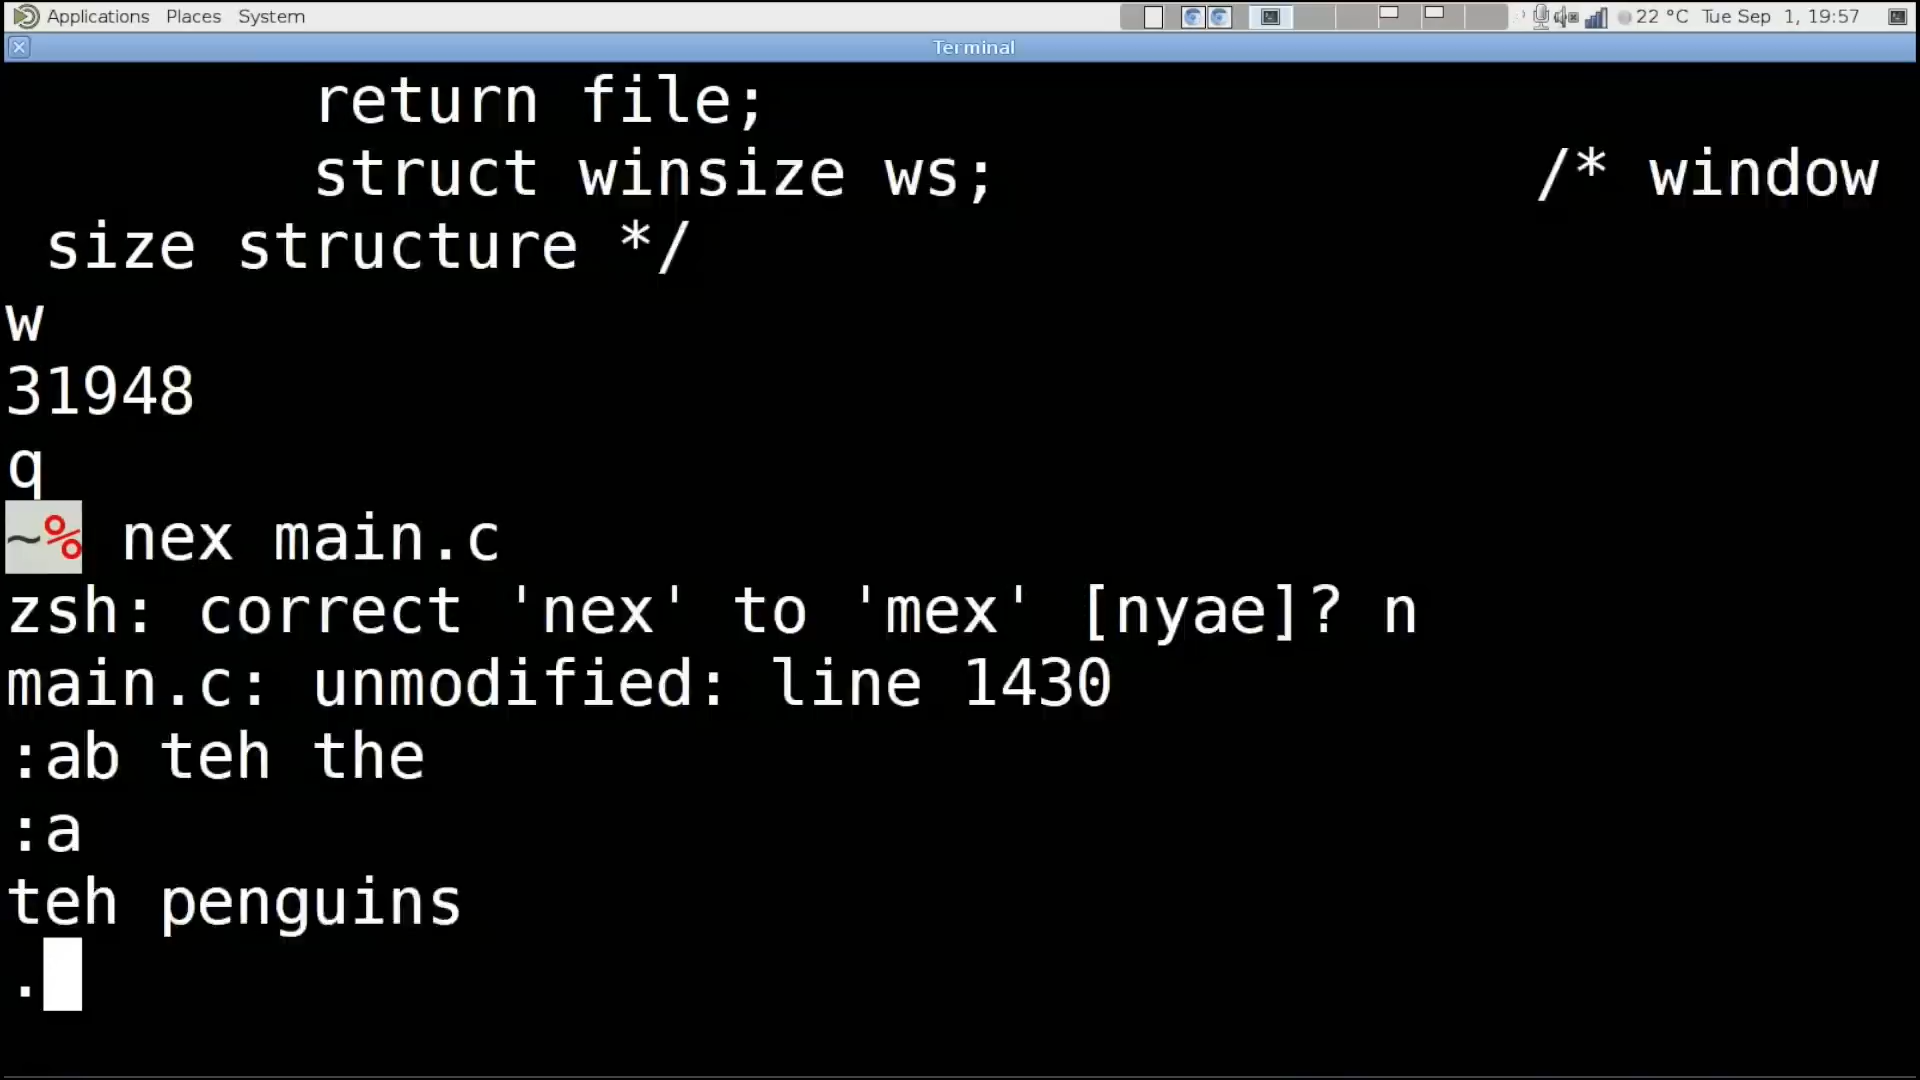 Applications Places System 22 °C Tue Sep 1, 19:57
Terminal
return file;
struct winsize ws; /* window
size structure */
w
31948
q
~% nex main.c
zsh: correct 'nex' to 'mex' [nyae]? n
main.c: unmodified: line 1430
:ab teh the
:a
teh penguins
.